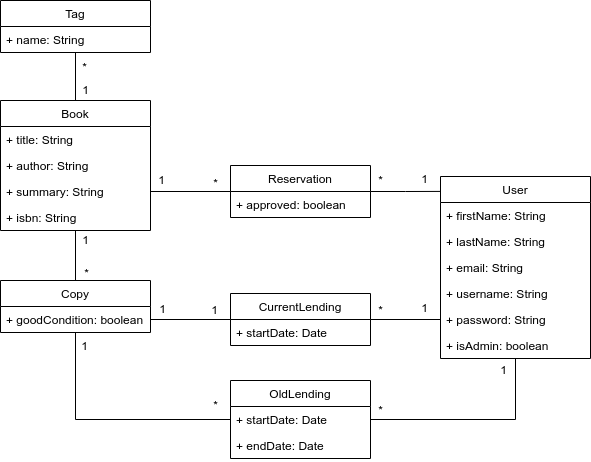 Tag
+ name: String
*
1
Book
+ title: String
+ author: String
+ summary: String
+ isbn: String
1
*
Reservation
+ approved: boolean
*
1
User
+ firstName: String
+ lastName: String
+ email: String
+ username: String
+ password: String
+ isAdmin: boolean
1
*
Copy
+ goodCondition: boolean
1
1
CurrentLending
+ startDate: Date
*
1
1
*
OldLending
+ startDate: Date
+ endDate: Date
*
1